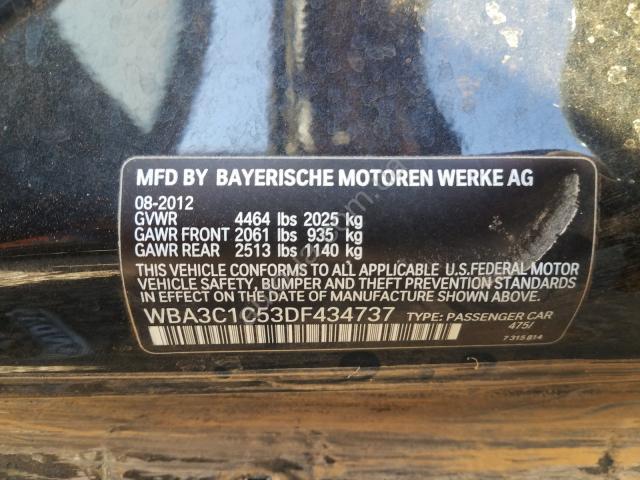 MFD BY BAYERISCHE MOTOREN WERKE AG
08-2012
GVWR 4464 lbs 2025 kg
GAWR FRONT 2061 lbs 935 kg
GAWR REAR 2513 lbs 1140 kg
THIS VEHICLE CONFORMS TO ALL APPLICABLE U.S.FEDERAL MOTOR
VEHICLE SAFETY, BUMPER AND THEFT PREVENTION STANDARDS IN
EFFECT ON THE DATE OF MANUFACTURE SHOWN ABOVE.
WBA3C1C53DF434737 TYPE: PASSENGER CAR
475/
7 315 814